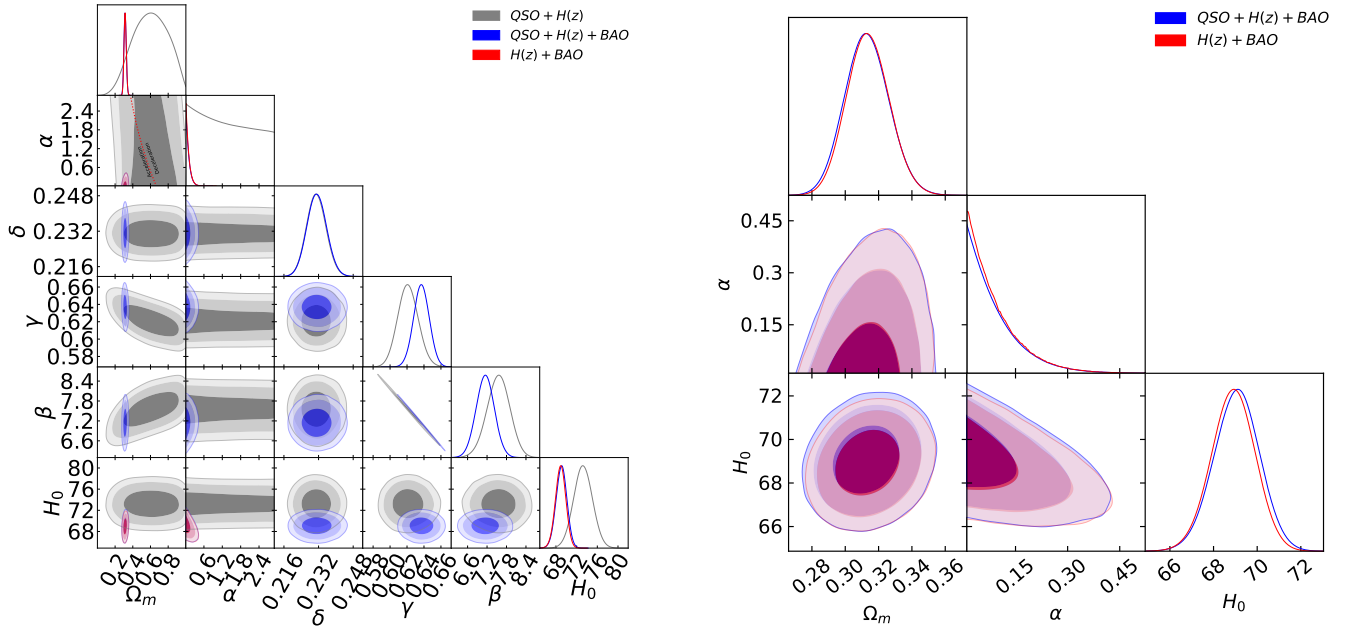 QSO + H(z)
QSO + H(z) + BAO
H(z) + BAO
QSO + H(z) + BAO
H(z) + BAO
2.4
1.8
1.2
0.6
α
Acceleration
Deceleration
0.248
0.232
0.216
δ
0.66
0.64
0.62
0.6
0.58
γ
8.4
7.8
7.2
6.6
β
80
76
72
68
H₀
0.2 0.4 0.6 0.8
Ωₘ
0.6 1.2 1.8 2.4
α
0.216 0.232 0.248
δ
0.58 0.60 0.62 0.64 0.66
γ
6.6 7.2 7.8 8.4
β
68 72 76 80
H₀
0.45
0.3
0.15
α
72
70
68
66
H₀
0.28 0.30 0.32 0.34 0.36
Ωₘ
0.15 0.3 0.45
α
66 68 70 72
H₀